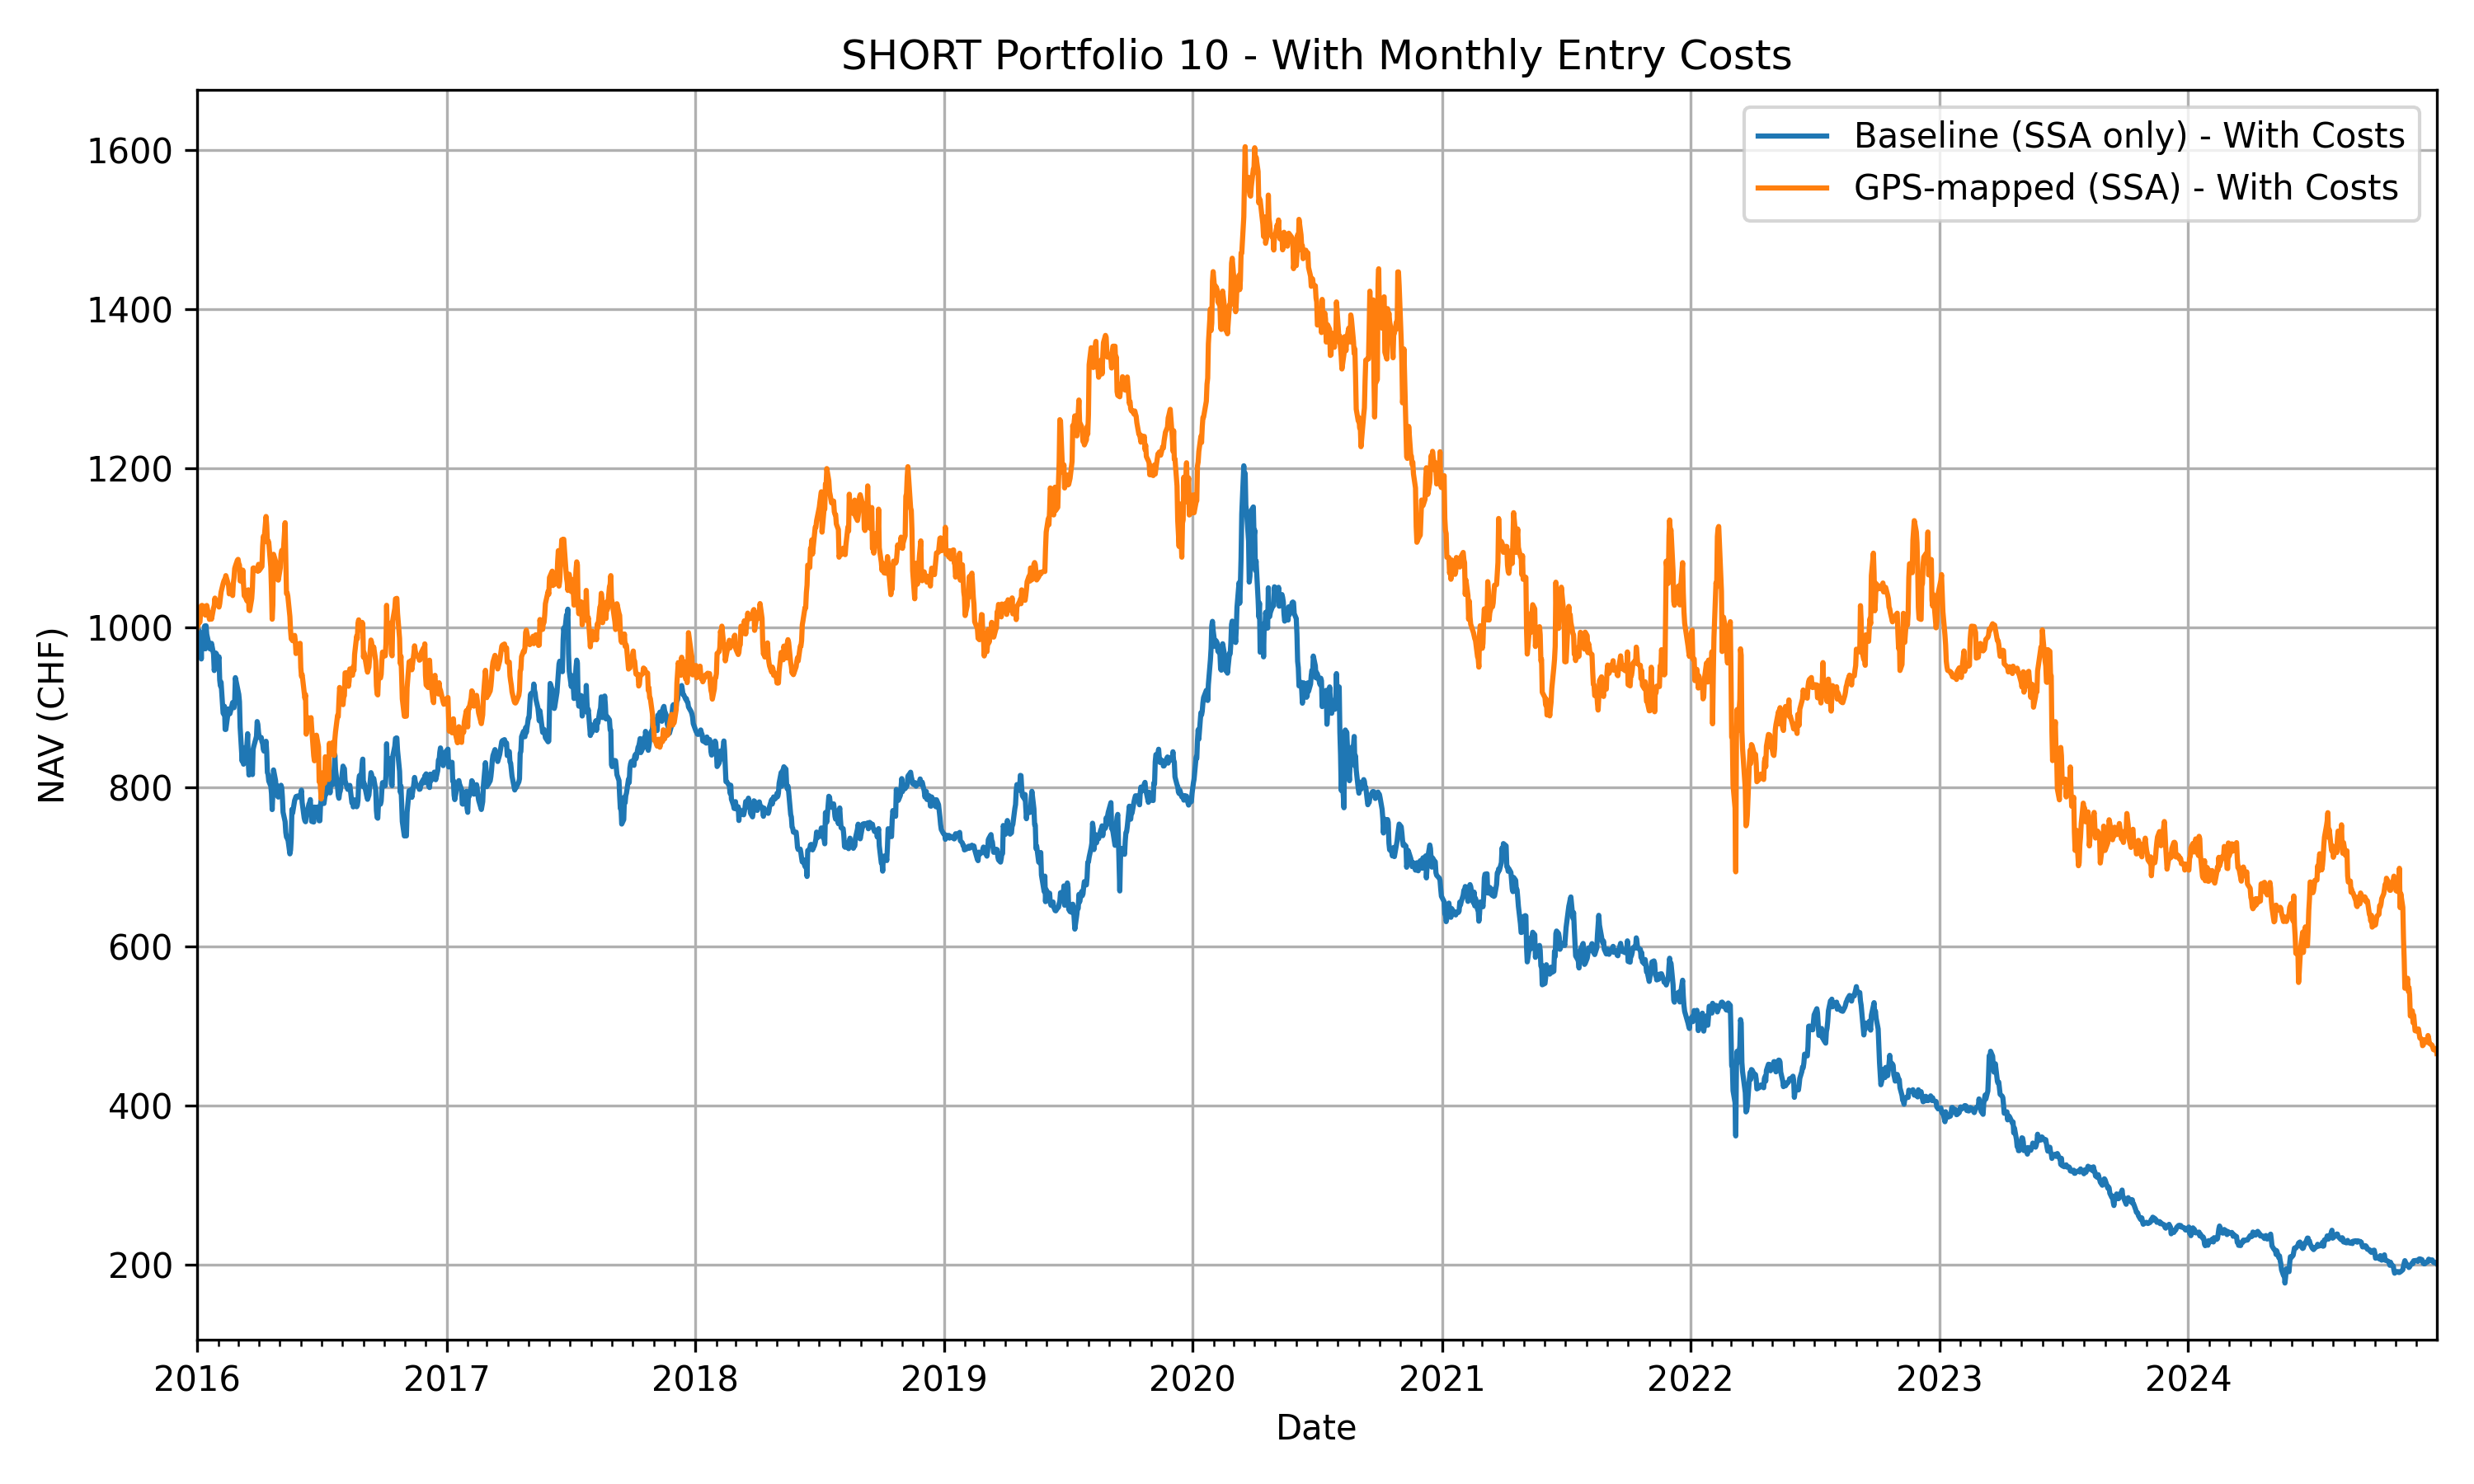 SHORT Portfolio 10 - With Monthly Entry Costs
Baseline (SSA only) - With Costs
GPS-mapped (SSA) - With Costs
NAV (CHF)
1600
1400
1200
1000
800
600
400
200
2016 2017 2018 2019 2020 2021 2022 2023 2024
Date